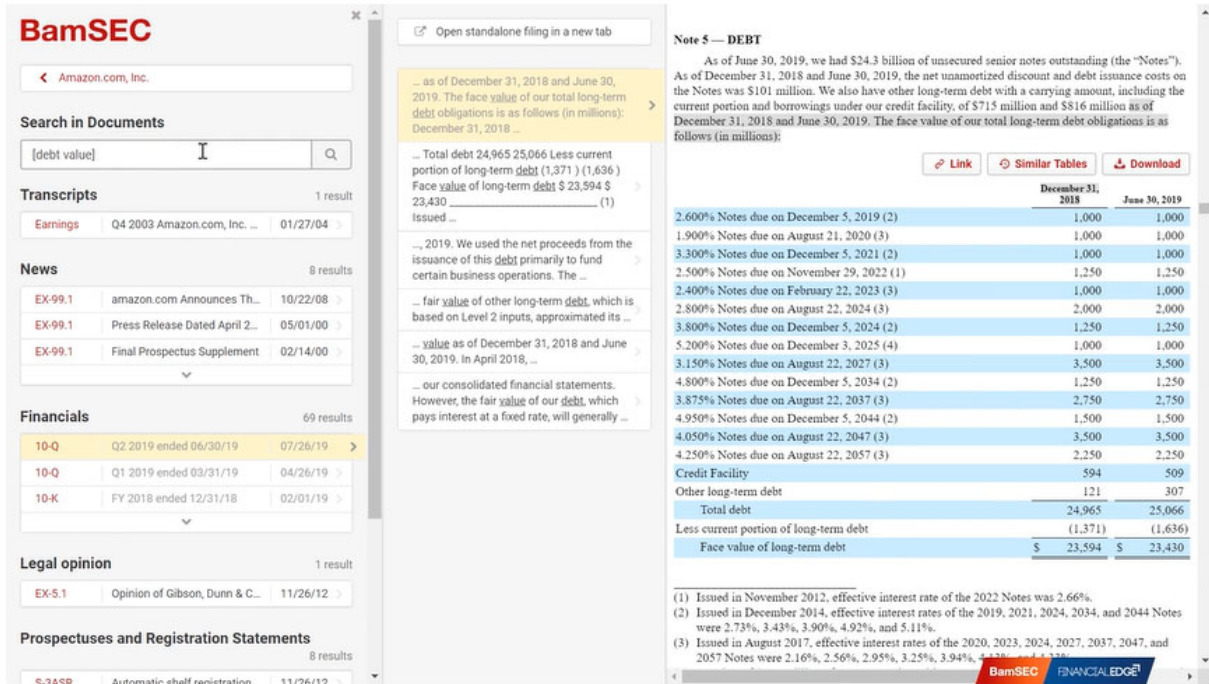 BamSEC
Amazon.com, Inc.
Search in Documents
[debt value]
Transcripts 1 result
Earnings Q4 2003 Amazon.com, Inc. ... 01/27/04
News 8 results
EX-99.1 amazon.com Announces Th... 10/22/08
EX-99.1 Press Release Dated April 2... 05/01/00
EX-99.1 Final Prospectus Supplement 02/14/00
Financials 69 results
10-Q Q2 2019 ended 06/30/19 07/26/19
10-Q Q1 2019 ended 03/31/19 04/26/19
10-K FY 2018 ended 12/31/18 02/01/19
Legal opinion 1 result
EX-5.1 Opinion of Gibson, Dunn & C... 11/26/12
Prospectuses and Registration Statements
8 results
S-3ASR Automatic shelf registration 11/26/12
Open standalone filing in a new tab
... as of December 31, 2018 and June 30,
2019. The face value of our total long-term
debt obligations is as follows (in millions):
December 31, 2018 ...
... Total debt 24,965 25,066 Less current
portion of long-term debt (1,371 ) (1,636 )
Face value of long-term debt $ 23,594 $
23,430 ______________________ (1)
Issued ...
..., 2019. We used the net proceeds from the
issuance of this debt primarily to fund
certain business operations. The ...
... fair value of other long-term debt, which is
based on Level 2 inputs, approximated its ...
... value as of December 31, 2018 and June
30, 2019. In April 2018, ...
... our consolidated financial statements.
However, the fair value of our debt, which
pays interest at a fixed rate, will generally ...
Note 5 — DEBT
As of June 30, 2019, we had $24.3 billion of unsecured senior notes outstanding (the “Notes”).
As of December 31, 2018 and June 30, 2019, the net unamortized discount and debt issuance costs on
the Notes was $101 million. We also have other long-term debt with a carrying amount, including the
current portion and borrowings under our credit facility, of $715 million and $816 million as of
December 31, 2018 and June 30, 2019. The face value of our total long-term debt obligations is as
follows (in millions):
Link Similar Tables Download
December 31,
2018 June 30, 2019
2.600% Notes due on December 5, 2019 (2) 1,000 1,000
1.900% Notes due on August 21, 2020 (3) 1,000 1,000
3.300% Notes due on December 5, 2021 (2) 1,000 1,000
2.500% Notes due on November 29, 2022 (1) 1,250 1,250
2.400% Notes due on February 22, 2023 (3) 1,000 1,000
2.800% Notes due on August 22, 2024 (3) 2,000 2,000
3.800% Notes due on December 5, 2024 (2) 1,250 1,250
5.200% Notes due on December 3, 2025 (4) 1,000 1,000
3.150% Notes due on August 22, 2027 (3) 3,500 3,500
4.800% Notes due on December 5, 2034 (2) 1,250 1,250
3.875% Notes due on August 22, 2037 (3) 2,750 2,750
4.950% Notes due on December 5, 2044 (2) 1,500 1,500
4.050% Notes due on August 22, 2047 (3) 3,500 3,500
4.250% Notes due on August 22, 2057 (3) 2,250 2,250
Credit Facility 594 509
Other long-term debt 121 307
Total debt 24,965 25,066
Less current portion of long-term debt (1,371) (1,636)
Face value of long-term debt $ 23,594 $ 23,430
(1) Issued in November 2012, effective interest rate of the 2022 Notes was 2.66%.
(2) Issued in December 2014, effective interest rates of the 2019, 2021, 2024, 2034, and 2044 Notes
were 2.73%, 3.43%, 3.90%, 4.92%, and 5.11%.
(3) Issued in August 2017, effective interest rates of the 2020, 2023, 2024, 2027, 2037, 2047, and
2057 Notes were 2.16%, 2.56%, 2.95%, 3.25%, 3.94%,
BamSEC FINANCIALEDGE